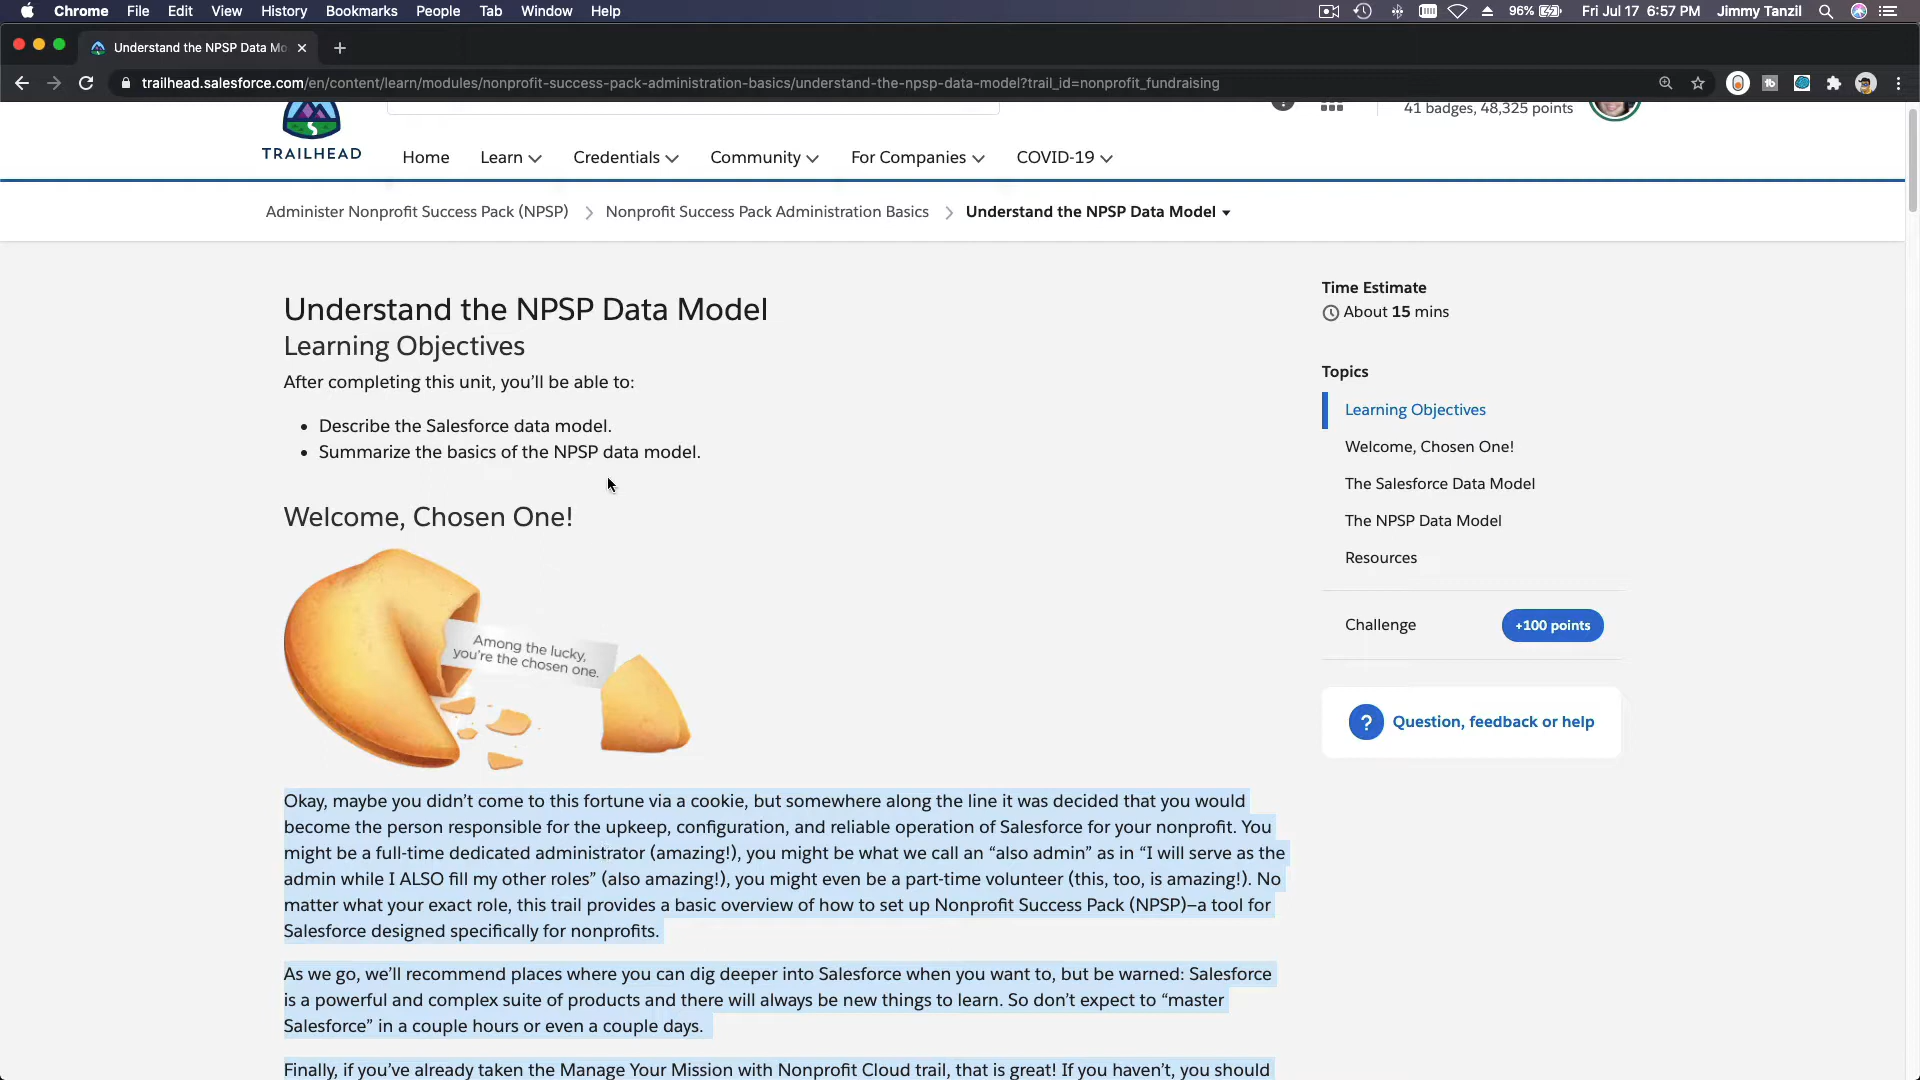 Chrome File Edit View History Bookmarks People Tab Window Help 96% Fri Jul 17 6:57 PM Jimmy Tanzil
Understand the NPSP Data Mo
trailhead.salesforce.com/en/content/learn/modules/nonprofit-success-pack-administration-basics/understand-the-npsp-data-model?trail_id=nonprofit_fundraising
41 badges, 48,325 points
TRAILHEAD
Home Learn Credentials Community For Companies COVID-19
Administer Nonprofit Success Pack (NPSP) Nonprofit Success Pack Administration Basics Understand the NPSP Data Model
Understand the NPSP Data Model
Learning Objectives
After completing this unit, you’ll be able to:
• Describe the Salesforce data model.
• Summarize the basics of the NPSP data model.
Welcome, Chosen One!
Among the lucky,
you’re the chosen one.
Okay, maybe you didn’t come to this fortune via a cookie, but somewhere along the line it was decided that you would
become the person responsible for the upkeep, configuration, and reliable operation of Salesforce for your nonprofit. You
might be a full-time dedicated administrator (amazing!), you might be what we call an “also admin” as in “I will serve as the
admin while I ALSO fill my other roles” (also amazing!), you might even be a part-time volunteer (this, too, is amazing!). No
matter what your exact role, this trail provides a basic overview of how to set up Nonprofit Success Pack (NPSP)—a tool for
Salesforce designed specifically for nonprofits.
As we go, we’ll recommend places where you can dig deeper into Salesforce when you want to, but be warned: Salesforce
is a powerful and complex suite of products and there will always be new things to learn. So don’t expect to “master
Salesforce” in a couple hours or even a couple days.
Finally, if you’ve already taken the Manage Your Mission with Nonprofit Cloud trail, that is great! If you haven’t, you should
Time Estimate
About 15 mins
Topics
Learning Objectives
Welcome, Chosen One!
The Salesforce Data Model
The NPSP Data Model
Resources
Challenge +100 points
? Question, feedback or help